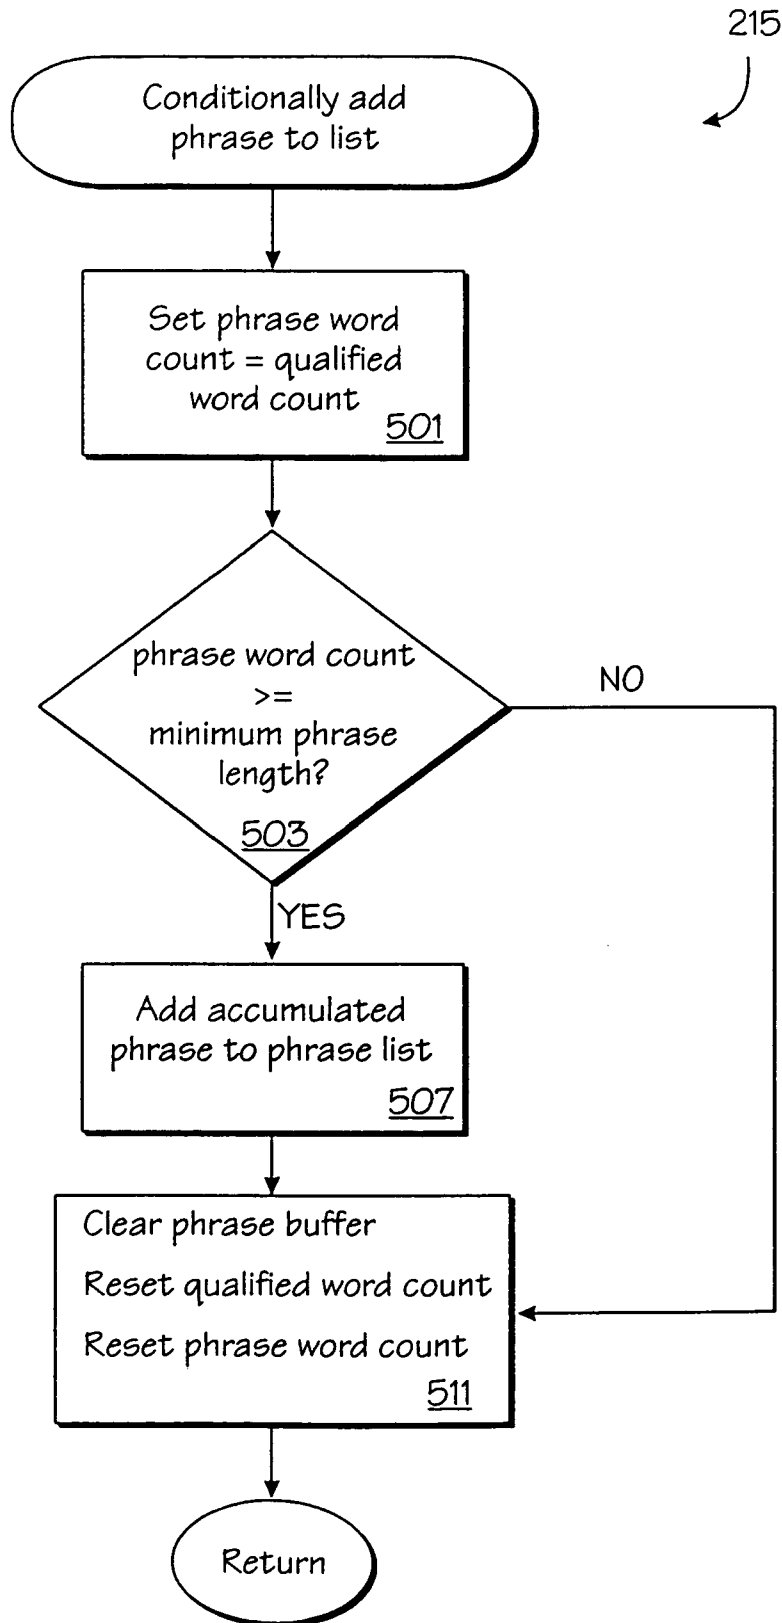 215
Conditionally add
phrase to list
Set phrase word
count = qualified
word count
501
phrase word count
>=
minimum phrase
length?
503
NO
YES
Add accumulated
phrase to phrase list
507
Clear phrase buffer
Reset qualified word count
Reset phrase word count
511
Return